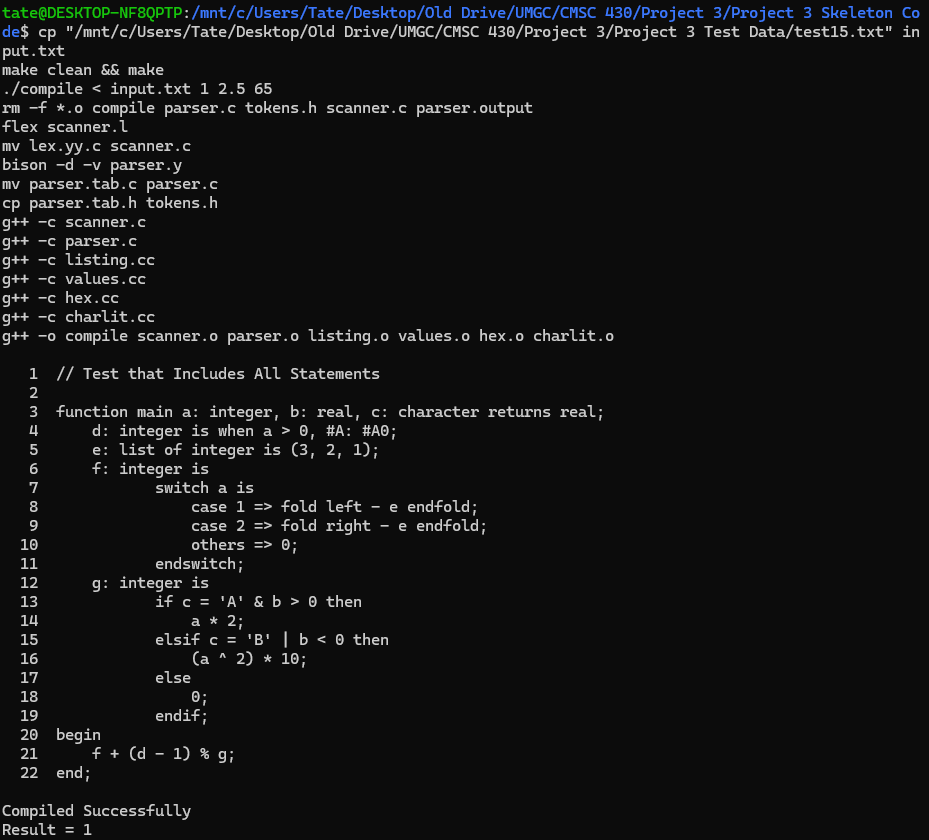 tate@DESKTOP-NF8QPTP:/mnt/c/Users/Tate/Desktop/Old Drive/UMGC/CMSC 430/Project 3/Project 3 Skeleton Co
de$ cp "/mnt/c/Users/Tate/Desktop/Old Drive/UMGC/CMSC 430/Project 3/Project 3 Test Data/test15.txt" in
put.txt
make clean && make
./compile < input.txt 1 2.5 65
rm -f *.o compile parser.c tokens.h scanner.c parser.output
flex scanner.l
mv lex.yy.c scanner.c
bison -d -v parser.y
mv parser.tab.c parser.c
cp parser.tab.h tokens.h
g++ -c scanner.c
g++ -c parser.c
g++ -c listing.cc
g++ -c values.cc
g++ -c hex.cc
g++ -c charlit.cc
g++ -o compile scanner.o parser.o listing.o values.o hex.o charlit.o
1  // Test that Includes All Statements
2
3  function main a: integer, b: real, c: character returns real;
4      d: integer is when a > 0, #A: #A0;
5      e: list of integer is (3, 2, 1);
6      f: integer is
7             switch a is
8                 case 1 => fold left - e endfold;
9                 case 2 => fold right - e endfold;
10                 others => 0;
11             endswitch;
12      g: integer is
13             if c = 'A' & b > 0 then
14                 a * 2;
15             elsif c = 'B' | b < 0 then
16                 (a ^ 2) * 10;
17             else
18                 0;
19             endif;
20  begin
21      f + (d - 1) % g;
22  end;
Compiled Successfully
Result = 1